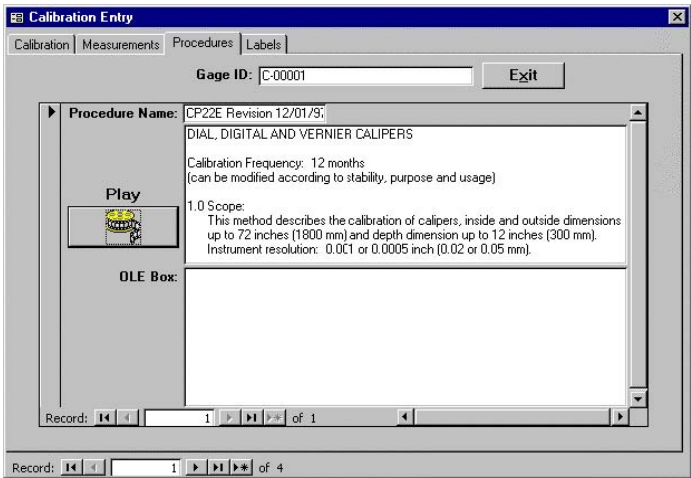 Calibration Entry
Calibration Measurements Procedures Labels
Gage ID: C-00001 Exit
Procedure Name: CP22E Revision 12/01/97
DIAL, DIGITAL AND VERNIER CALIPERS
Calibration Frequency: 12 months
(can be modified according to stability, purpose and usage)
Play
1.0 Scope:
This method describes the calibration of calipers, inside and outside dimensions
up to 72 inches (1800 mm) and depth dimension up to 12 inches (300 mm).
Instrument resolution: 0.001 or 0.0005 inch (0.02 or 0.05 mm).
OLE Box:
Record: 1 of 1
Record: 1 of 4